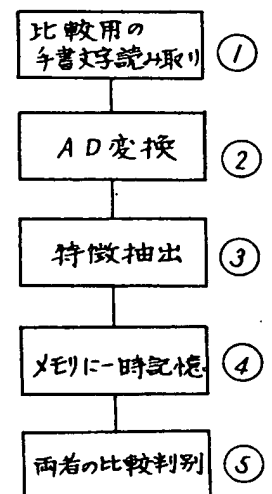 比較用の
手書文字読み取り
①
AD変換
②
特徴抽出
③
メモリに一時記憶
④
両者の比較判別
⑤